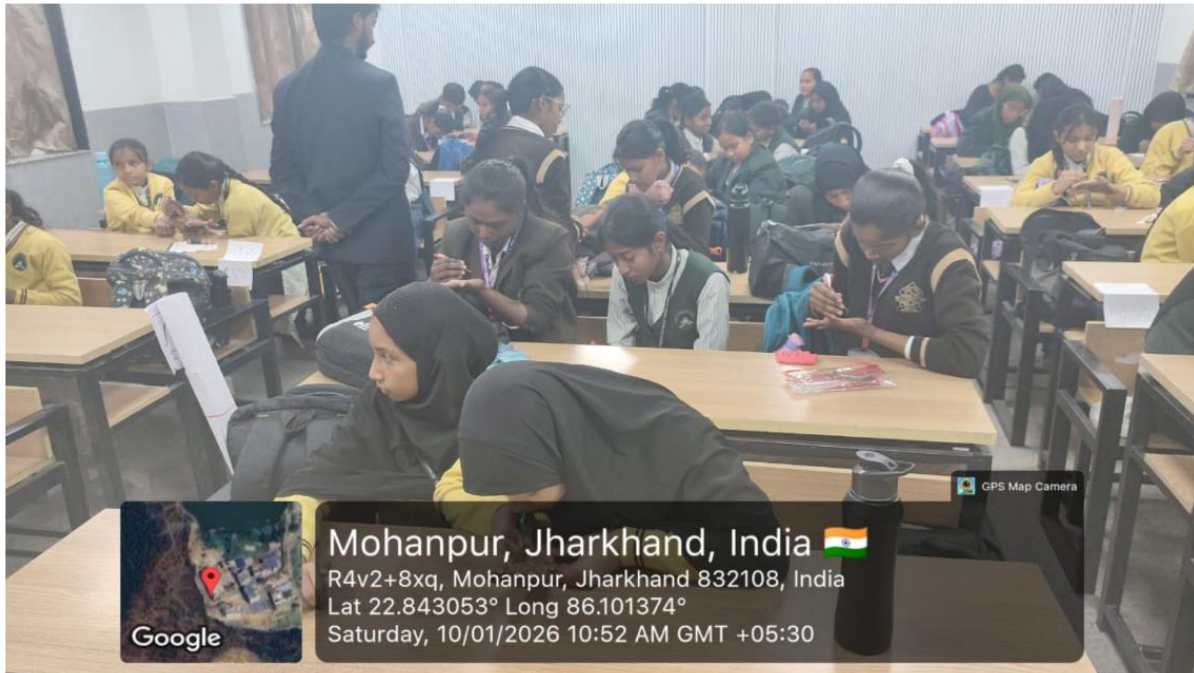 GPS Map Camera
Mohanpur, Jharkhand, India
R4v2+8xq, Mohanpur, Jharkhand 832108, India
Lat 22.843053° Long 86.101374°
Saturday, 10/01/2026 10:52 AM GMT +05:30
Google